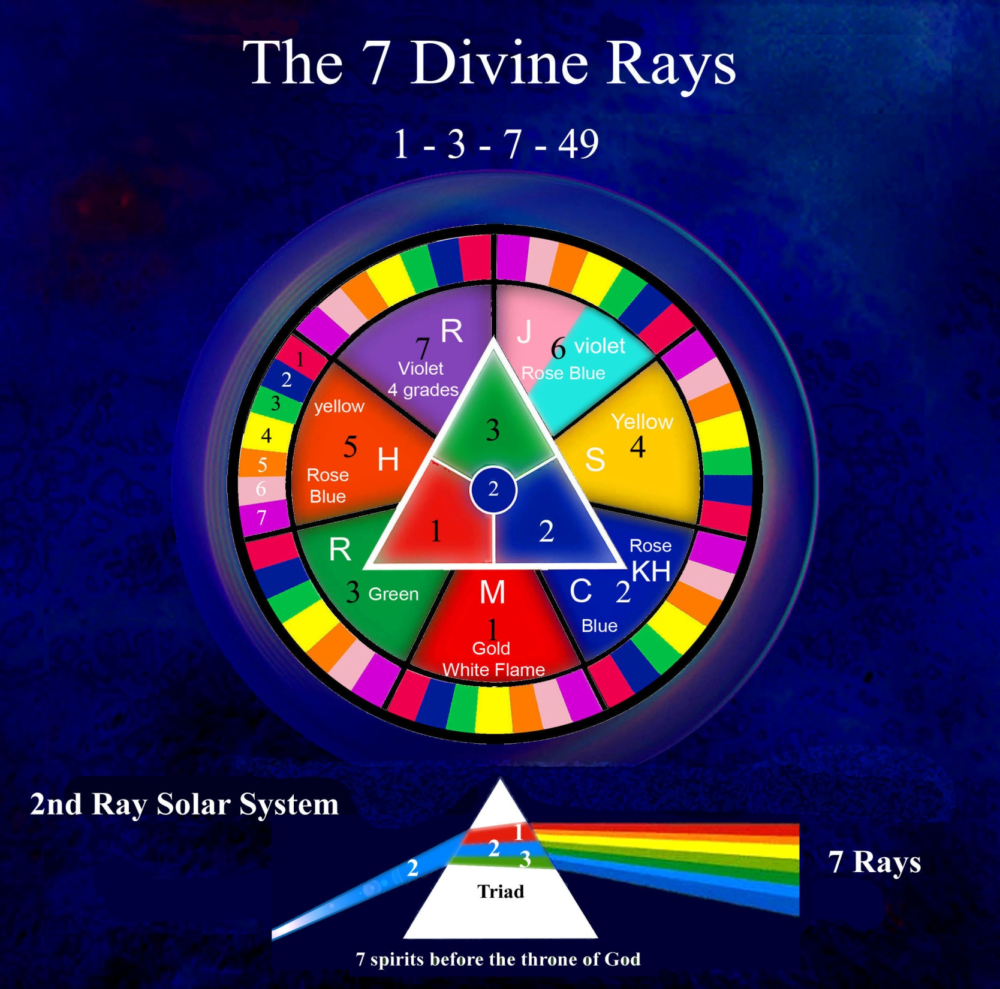 The 7 Divine Rays
1 - 3 - 7 - 49
R
7
Violet
4 grades
J
6 violet
Rose Blue
1
2
3
4
5
6
7
yellow
5
H
Rose
Blue
Yellow
4
S
3
2
1
2
R
3 Green
M
1
Gold
White Flame
Rose
KH
C 2
Blue
2nd Ray Solar System
1
2
3
2
Triad
7 Rays
7 spirits before the throne of God